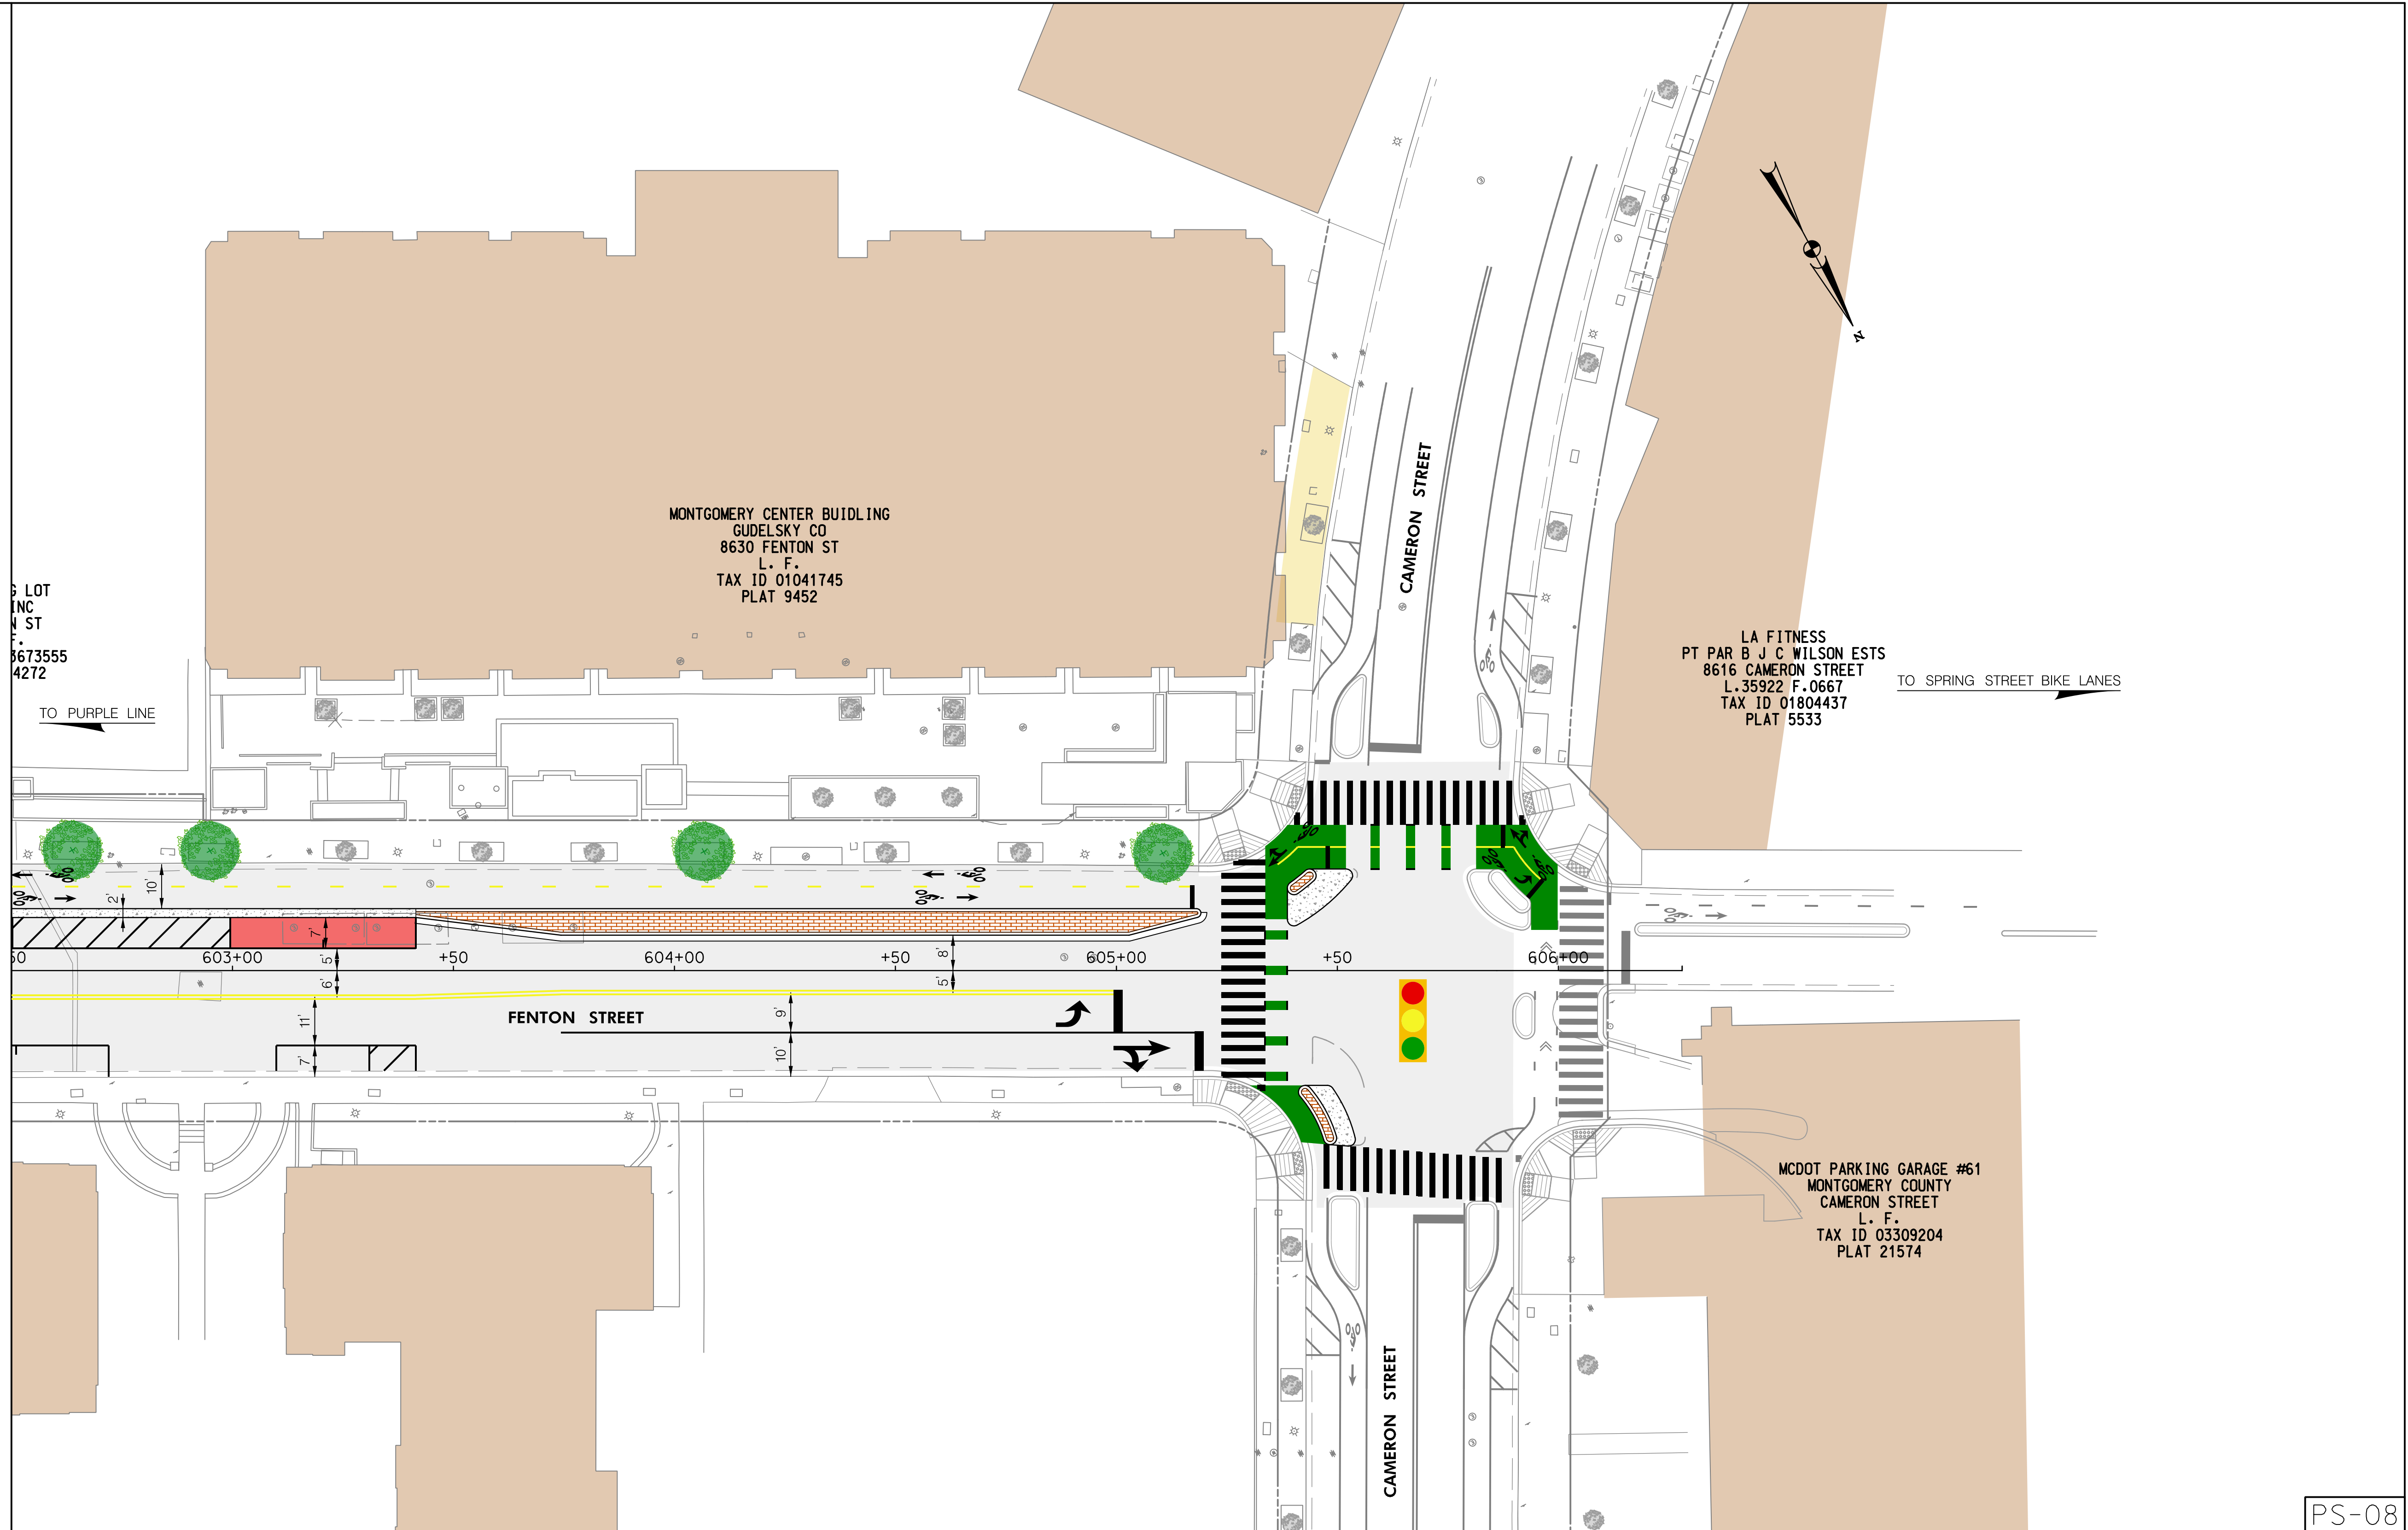 MONTGOMERY CENTER BUIDLING
GUDELSKY CO
8630 FENTON ST
L. F.
TAX ID 01041745
PLAT 9452
G LOT
INC
N ST
F.
3673555
4272
TO PURPLE LINE
CAMERON STREET
N
LA FITNESS
PT PAR B J C WILSON ESTS
8616 CAMERON STREET
L.35922 F.0667
TAX ID 01804437
PLAT 5533
TO SPRING STREET BIKE LANES
10'
2'
7'
5'
6'
11'
7'
8'
5'
9'
10'
50
603+00
+50
604+00
+50
605+00
+50
606+00
FENTON STREET
MCDOT PARKING GARAGE #61
MONTGOMERY COUNTY
CAMERON STREET
L. F.
TAX ID 03309204
PLAT 21574
CAMERON STREET
PS-08